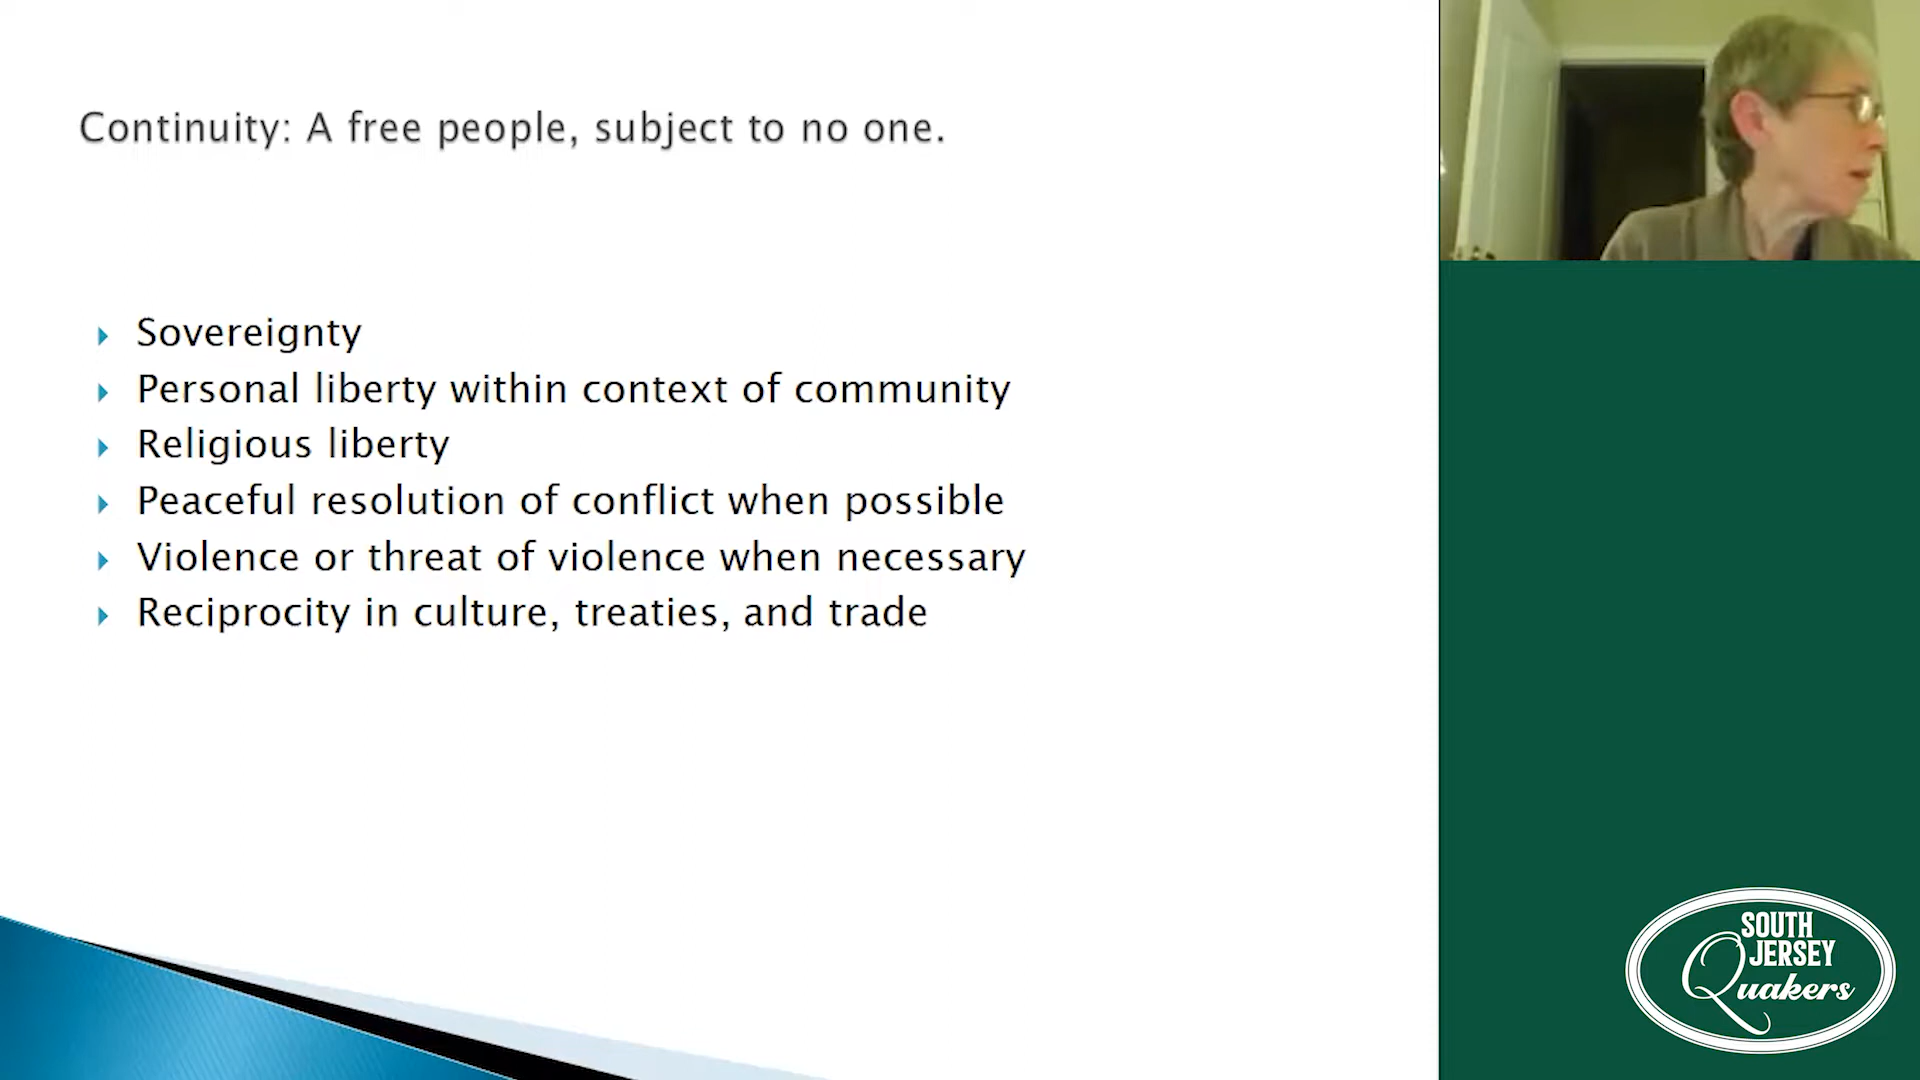 Continuity: A free people, subject to no one.
Sovereignty
Personal liberty within context of community
Religious liberty
Peaceful resolution of conflict when possible
Violence or threat of violence when necessary
Reciprocity in culture, treaties, and trade
SOUTH
JERSEY
Quakers